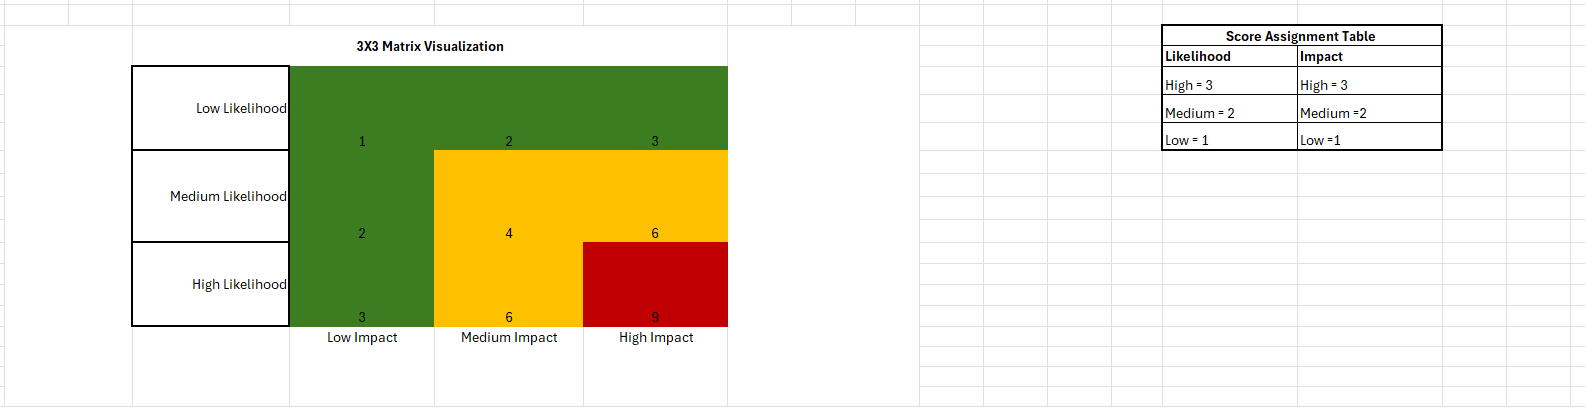 3X3 Matrix Visualization
Low Likelihood
1 2 3
Medium Likelihood
2 4 6
High Likelihood
3 6 9
Low Impact Medium Impact High Impact
Score Assignment Table
Likelihood Impact
High = 3 High = 3
Medium = 2 Medium =2
Low = 1 Low =1